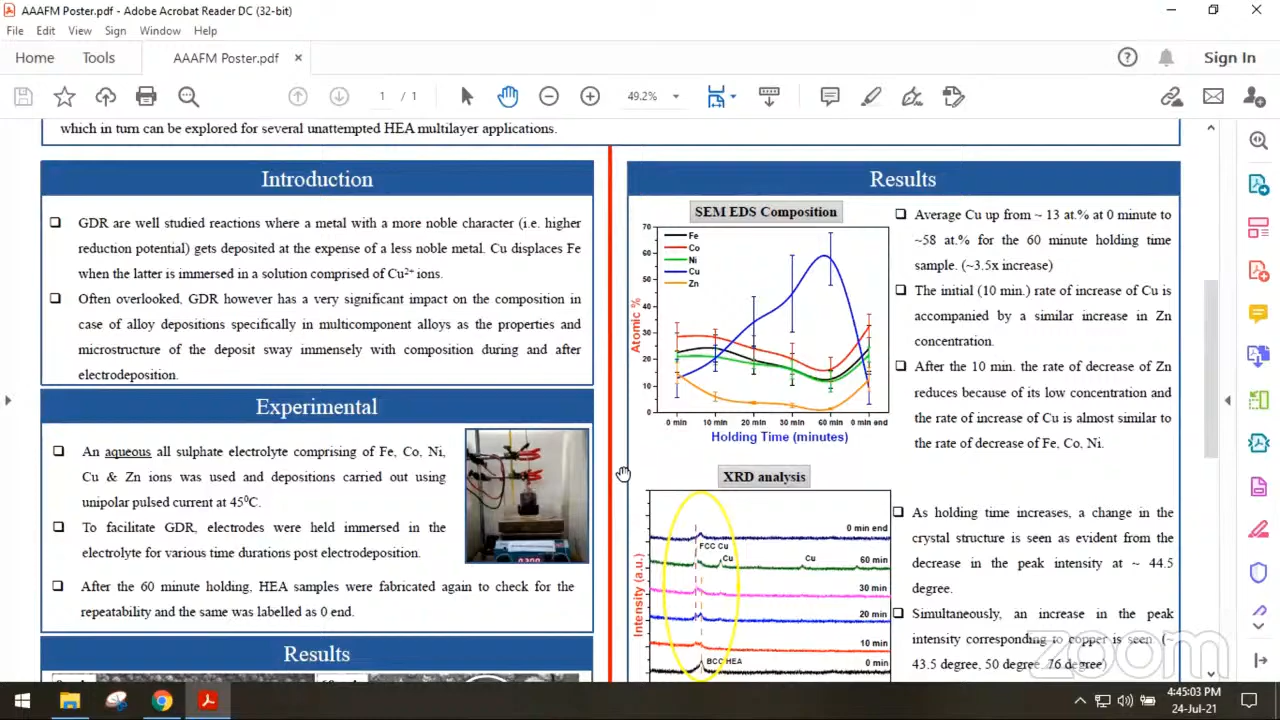 AAAFM Poster.pdf - Adobe Acrobat Reader DC (32-bit)
File Edit View Sign Window Help
Home Tools AAAFM Poster.pdf × Sign In
1 / 1 49.2%
which in turn can be explored for several unattempted HEA multilayer applications.
Introduction
GDR are well studied reactions where a metal with a more noble character (i.e. higher
reduction potential) gets deposited at the expense of a less noble metal. Cu displaces Fe
when the latter is immersed in a solution comprised of Cu²⁺ ions.
Often overlooked, GDR however has a very significant impact on the composition in
case of alloy depositions specifically in multicomponent alloys as the properties and
microstructure of the deposit sway immensely with composition during and after
electrodeposition.
Experimental
An aqueous all sulphate electrolyte comprising of Fe, Co, Ni,
Cu & Zn ions was used and depositions carried out using
unipolar pulsed current at 45⁰C.
To facilitate GDR, electrodes were held immersed in the
electrolyte for various time durations post electrodeposition.
After the 60 minute holding, HEA samples were fabricated again to check for the
repeatability and the same was labelled as 0 end.
Results
Results
SEM EDS Composition
70
60
50
40
30
20
10
0
Atomic %
Fe
Co
Ni
Cu
Zn
0 min 10 min 20 min 30 min 60 min 0 min end
Holding Time (minutes)
Average Cu up from ~ 13 at.% at 0 minute to
~58 at.% for the 60 minute holding time
sample. (~3.5x increase)
The initial (10 min.) rate of increase of Cu is
accompanied by a similar increase in Zn
concentration.
After the 10 min. the rate of decrease of Zn
reduces because of its low concentration and
the rate of increase of Cu is almost similar to
the rate of decrease of Fe, Co, Ni.
XRD analysis
Intensity (a.u.)
0 min end
FCC Cu
Cu Cu 60 min
30 min
20 min
10 min
BCC HEA 0 min
As holding time increases, a change in the
crystal structure is seen as evident from the
decrease in the peak intensity at ~ 44.5
degree.
Simultaneously, an increase in the peak
intensity corresponding to copper is seen (~
43.5 degree, 50 degree, 76 degree)
zoom
4:45:03 PM
24-Jul-21